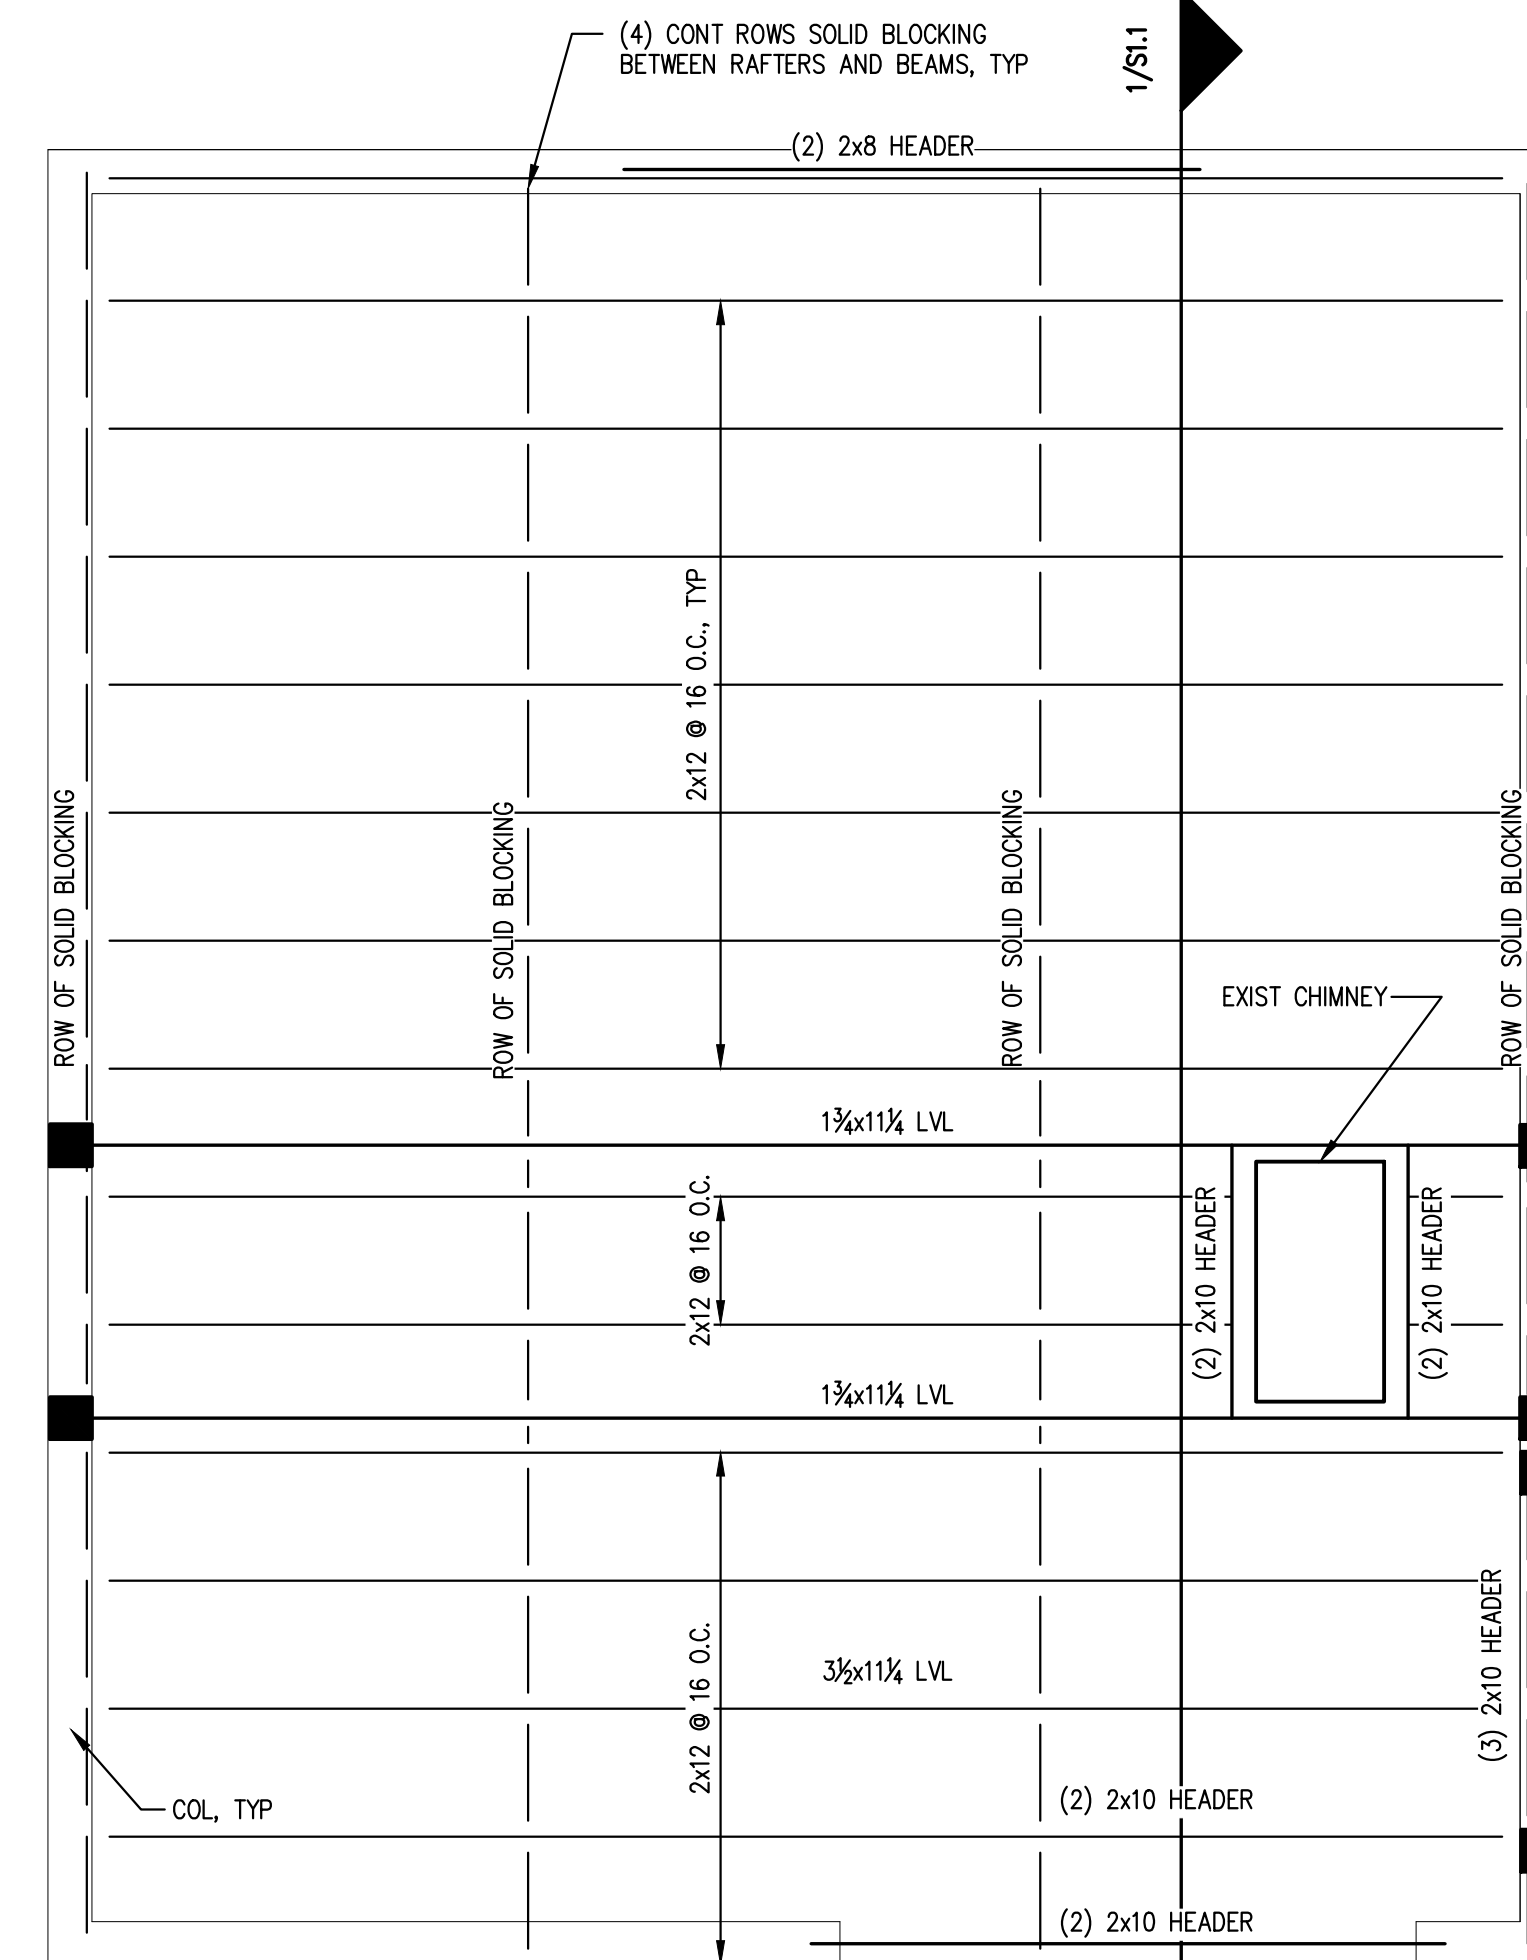 (4) CONT ROWS SOLID BLOCKING
BETWEEN RAFTERS AND BEAMS, TYP
1/S1.1
(2) 2x8 HEADER
2x12 @ 16 O.C., TYP
ROW OF SOLID BLOCKING
ROW OF SOLID BLOCKING
ROW OF SOLID BLOCKING
ROW OF SOLID BLOCKING
EXIST CHIMNEY
1¾x11¼ LVL
2x12 @ 16 O.C.
(2) 2x10 HEADER
(2) 2x10 HEADER
1¾x11¼ LVL
2x12 @ 16 O.C.
3½x11¼ LVL
(3) 2x10 HEADER
COL, TYP
(2) 2x10 HEADER
(2) 2x10 HEADER